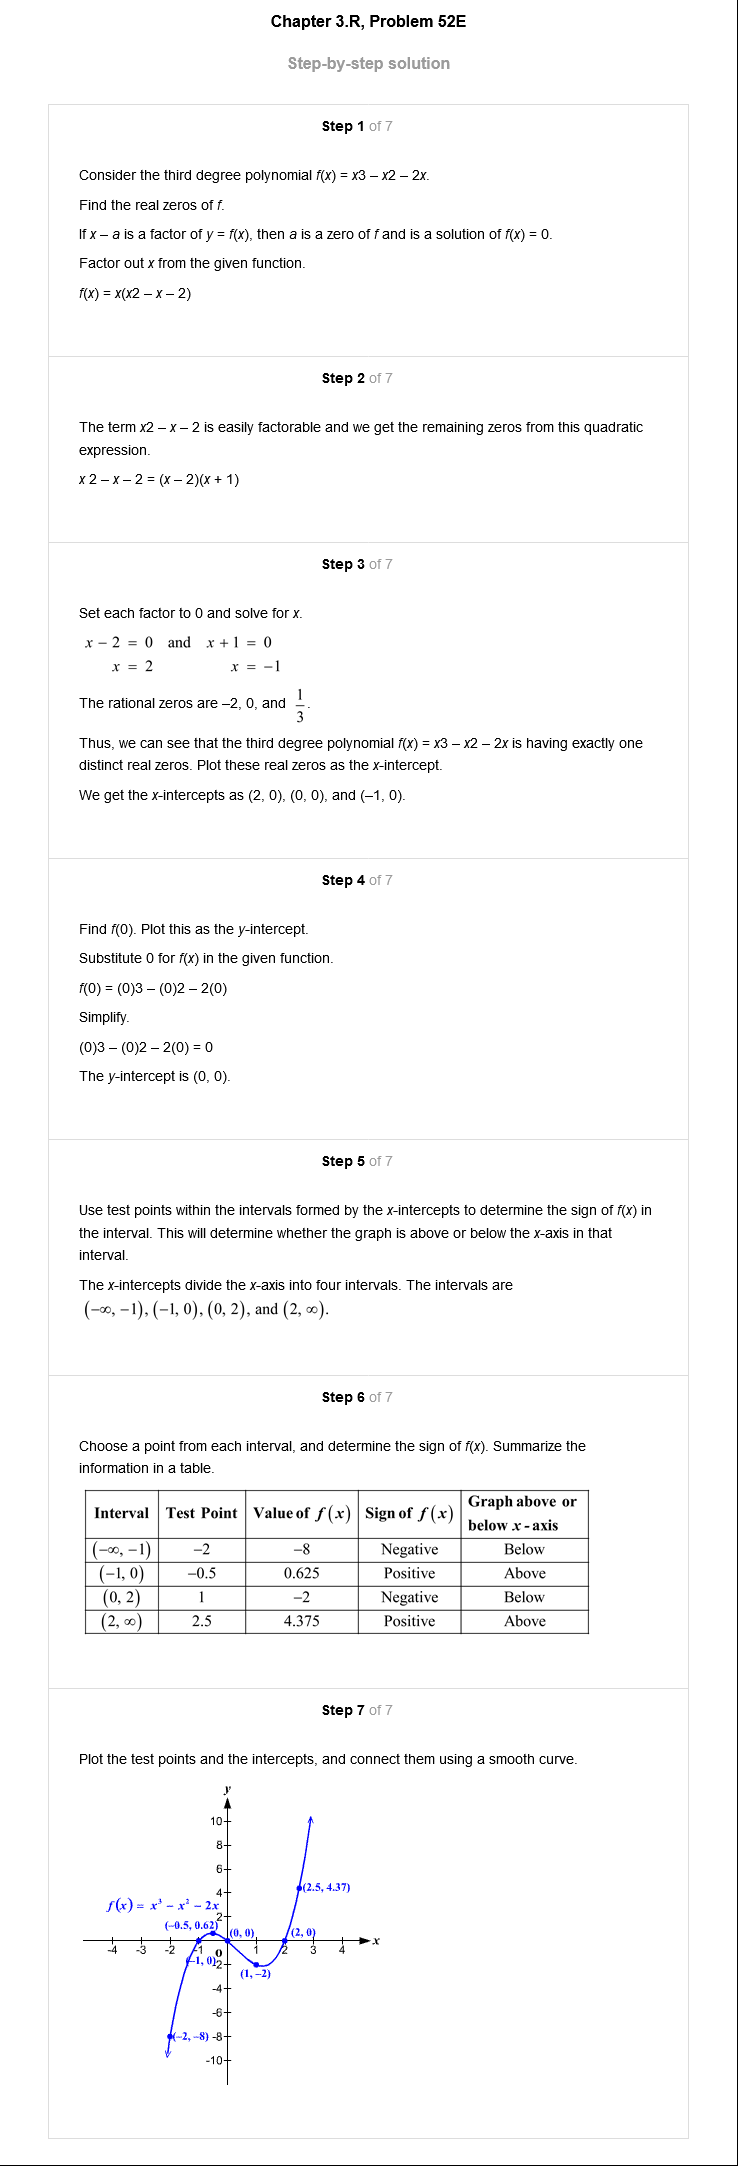 Chapter 3.R, Problem 52E
Step-by-step solution
Step 1 of 7
Consider the third degree polynomial f(x) = x3 – x2 – 2x.
Find the real zeros of f.
If x – a is a factor of y = f(x), then a is a zero of f and is a solution of f(x) = 0.
Factor out x from the given function.
f(x) = x(x2 – x – 2)
Step 2 of 7
The term x2 – x – 2 is easily factorable and we get the remaining zeros from this quadratic
expression.
x 2 – x – 2 = (x – 2)(x + 1)
Step 3 of 7
Set each factor to 0 and solve for x.
x − 2 = 0 and x + 1 = 0
x = 2 x = −1
The rational zeros are –2, 0, and 1/3.
Thus, we can see that the third degree polynomial f(x) = x3 – x2 – 2x is having exactly one
distinct real zeros. Plot these real zeros as the x-intercept.
We get the x-intercepts as (2, 0), (0, 0), and (–1, 0).
Step 4 of 7
Find f(0). Plot this as the y-intercept.
Substitute 0 for f(x) in the given function.
f(0) = (0)3 – (0)2 – 2(0)
Simplify.
(0)3 – (0)2 – 2(0) = 0
The y-intercept is (0, 0).
Step 5 of 7
Use test points within the intervals formed by the x-intercepts to determine the sign of f(x) in
the interval. This will determine whether the graph is above or below the x-axis in that
interval.
The x-intercepts divide the x-axis into four intervals. The intervals are
(−∞, −1), (−1, 0), (0, 2), and (2, ∞).
Step 6 of 7
Choose a point from each interval, and determine the sign of f(x). Summarize the
information in a table.
Interval Test Point Value of f(x) Sign of f(x) Graph above or below x-axis
(−∞, −1) −2 −8 Negative Below
(−1, 0) −0.5 0.625 Positive Above
(0, 2) 1 −2 Negative Below
(2, ∞) 2.5 4.375 Positive Above
Step 7 of 7
Plot the test points and the intercepts, and connect them using a smooth curve.
y
10
8
6
4
(2.5, 4.37)
f(x) = x³ − x² − 2x
2
(−0.5, 0.62)
(0, 0)
(2, 0)
x
-4 -3 -2 -1 0 1 2 3 4
(−1, 0)
-2
(1, −2)
-4
-6
(−2, −8)
-8
-10